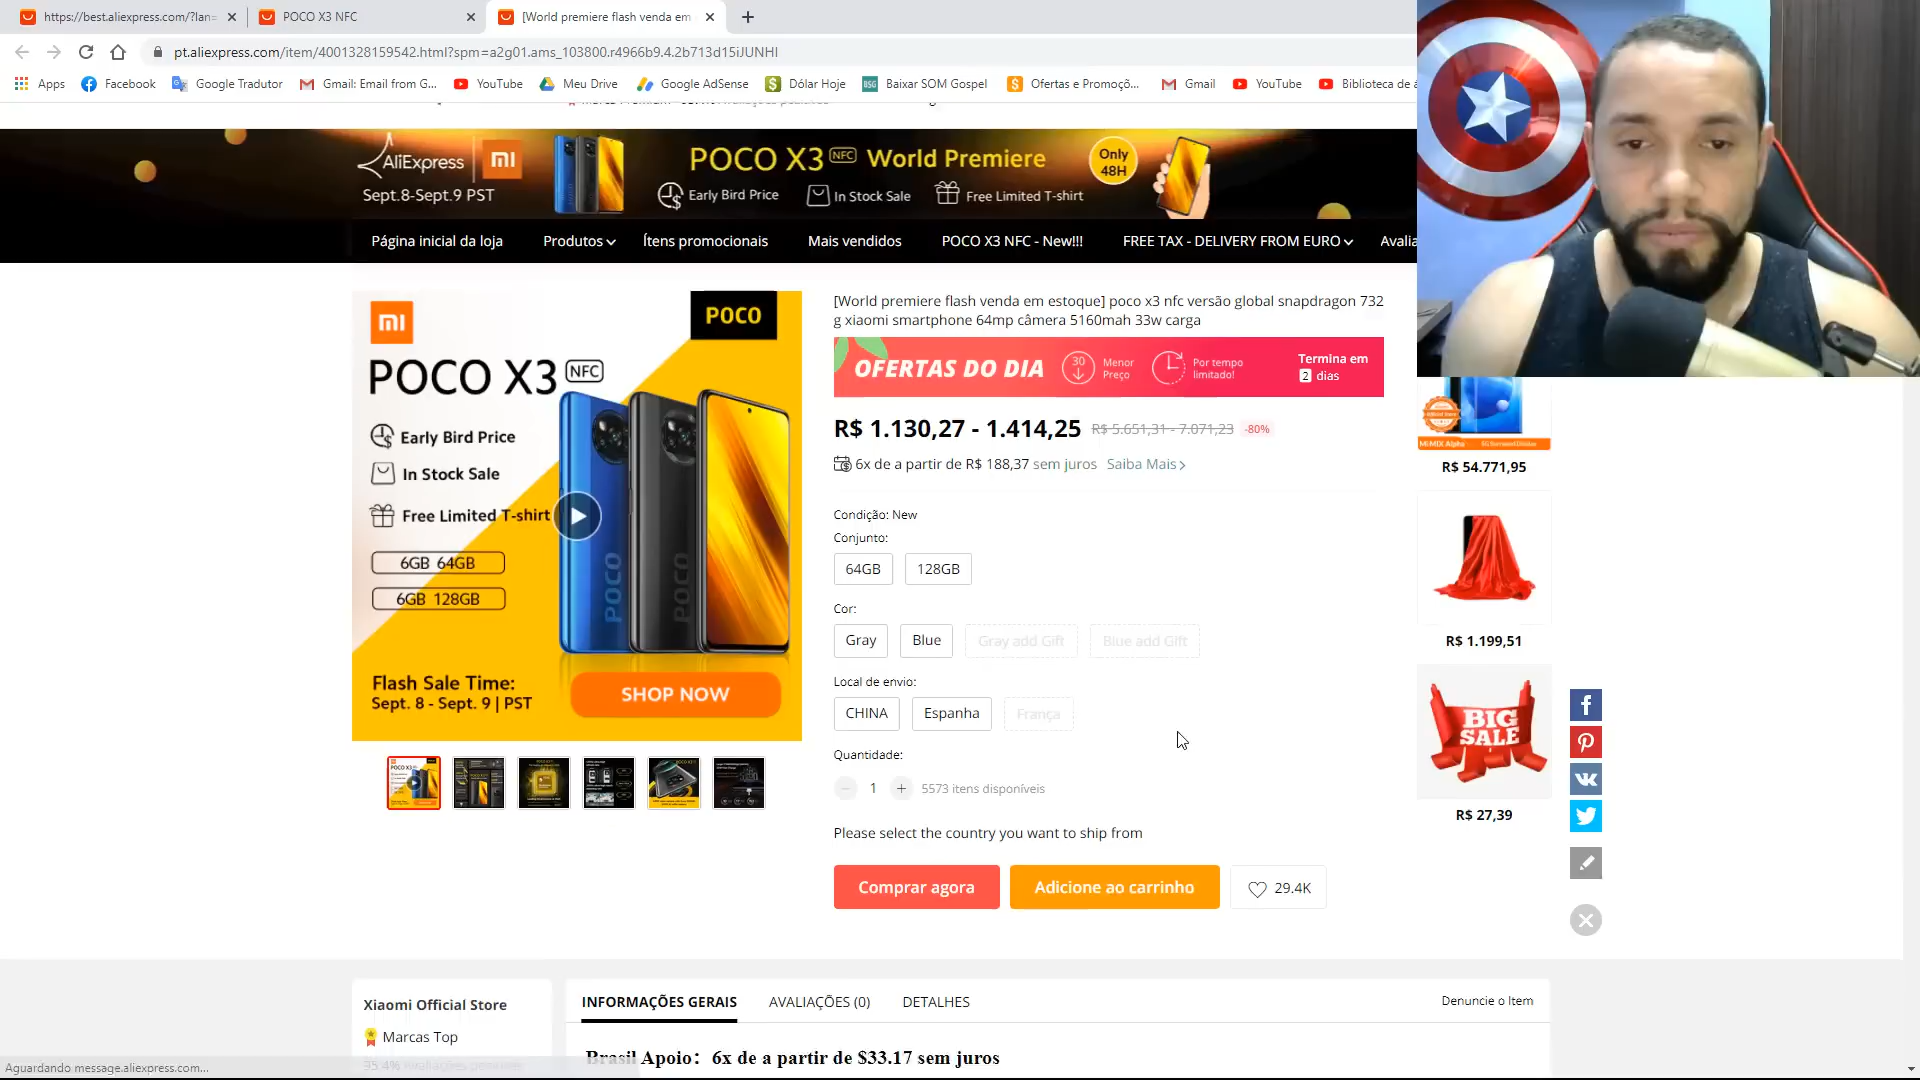 https://best.aliexpress.com/?lan=
POCO X3 NFC
[World premiere flash venda em
pt.aliexpress.com/item/4001328159542.html?spm=a2g01.ams_103800.r4966b9.4.2b713d15iJUNHI
Apps
Facebook
Google Tradutor
Gmail: Email from G...
YouTube
Meu Drive
Google AdSense
Dólar Hoje
Baixar SOM Gospel
Ofertas e Promoçõ...
Gmail
YouTube
Biblioteca de á
AliExpress
mi
POCO X3 NFC World Premiere
Only
48H
Sept.8-Sept.9 PST
Early Bird Price
In Stock Sale
Free Limited T-shirt
Página inicial da loja
Produtos
Ítens promocionais
Mais vendidos
POCO X3 NFC - New!!!
FREE TAX - DELIVERY FROM EURO
Avalia
mi
POCO
POCO X3 NFC
Early Bird Price
In Stock Sale
Free Limited T-shirt
6GB 64GB
6GB 128GB
POCO
POCO
Flash Sale Time:
Sept. 8 - Sept. 9 | PST
SHOP NOW
[World premiere flash venda em estoque] poco x3 nfc versão global snapdragon 732
g xiaomi smartphone 64mp câmera 5160mah 33w carga
OFERTAS DO DIA
30
Menor
Preço
Por tempo
limitado!
Termina em
2 dias
R$ 1.130,27 - 1.414,25
R$ 5.651,31 - 7.071,23
-80%
6x de a partir de R$ 188,37 sem juros
Saiba Mais
Condição: New
Conjunto:
64GB
128GB
Cor:
Gray
Blue
Gray add Gift
Blue add Gift
Local de envio:
CHINA
Espanha
França
Quantidade:
1
5573 itens disponíveis
Please select the country you want to ship from
Comprar agora
Adicione ao carrinho
29.4K
R$ 54.771,95
R$ 1.199,51
BIG
SALE
R$ 27,39
Xiaomi Official Store
Marcas Top
INFORMAÇÕES GERAIS
AVALIAÇÕES (0)
DETALHES
Denuncie o Item
Brasil Apoio: 6x de a partir de $33.17 sem juros
Aguardando message.aliexpress.com...